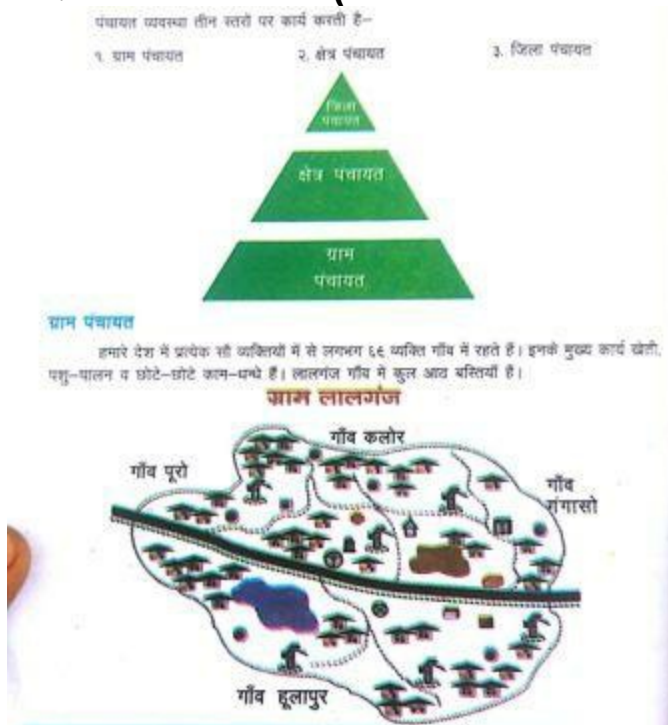 पंचायत व्यवस्था तीन स्तरों पर कार्य करती है–
१. ग्राम पंचायत २. क्षेत्र पंचायत ३. जिला पंचायत
जिला
पंचायत
क्षेत्र पंचायत
ग्राम
पंचायत
ग्राम पंचायत
हमारे देश में प्रत्येक सौ व्यक्तियों में से लगभग ६९ व्यक्ति गाँव में रहते हैं। इनके मुख्य कार्य खेती,
पशु–पालन व छोटे–छोटे काम–धन्धे हैं। लालगंज गाँव में कुल आठ बस्तियाँ हैं।
ग्राम लालगंज
गाँव कलोर
गाँव पूरो
गाँव
गंगासो
गाँव हूलापुर